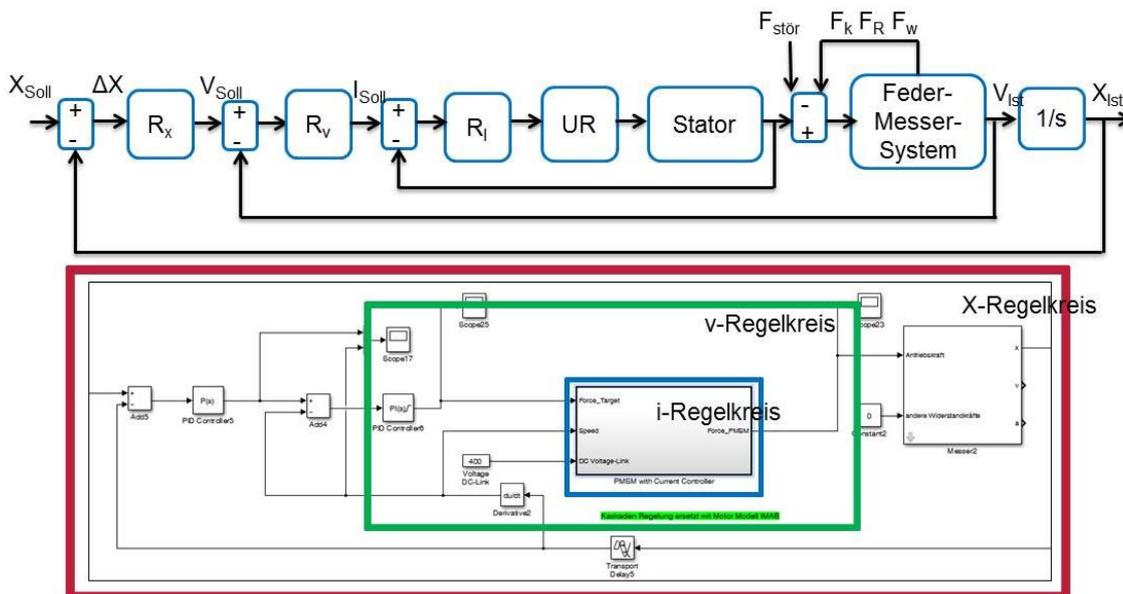 F_stör
F_k F_R F_w
X_Soll
ΔX
V_Soll
I_Soll
V_Ist
X_Ist
+
-
R_x
+
-
R_v
+
-
R_I
UR
Stator
-
+
Feder-
Messer-
System
1/s
X-Regelkreis
v-Regelkreis
i-Regelkreis
Scope25
Scope23
Scope17
Add5
P(s)
PID Controller5
Add4
PI(s)
PID Controller6
Force_Target
Speed
DC Voltage-Link
Force_PMSM
PMSM with Current Controller
400
Voltage
DC-Link
du/dt
Derivative2
Kaskaden Regelung ersetzt mit Motor Modell IMAB
Transport
Delay5
0
Constant2
Antriebskraft
andere Widerstandkräfte
x
v
a
Messer2